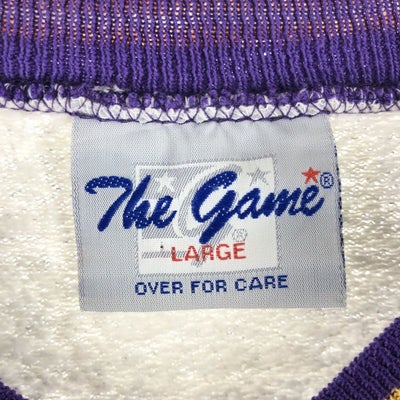 The Game®
LARGE
OVER FOR CARE